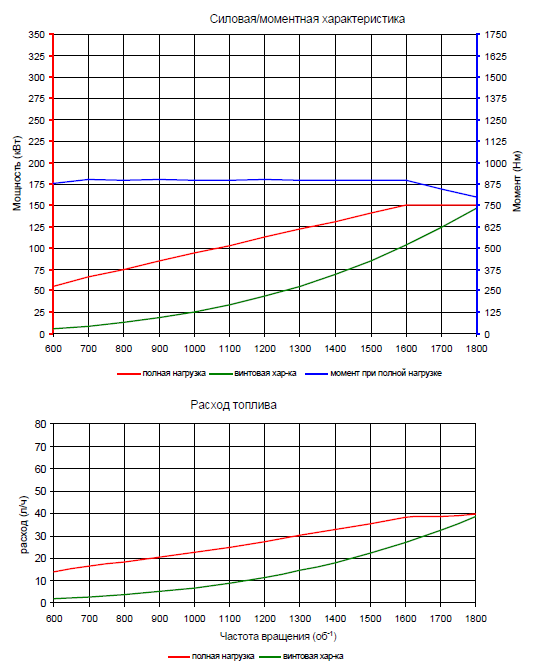 Силовая/моментная характеристика
350 1750
325 1625
300 1500
275 1375
250 1250
225 1125
200 1000
175 875
150 750
125 625
100 500
75 375
50 250
25 125
0 0
Мощность (кВт)
Момент (Нм)
600 700 800 900 1000 1100 1200 1300 1400 1500 1600 1700 1800
полная нагрузка винтовая хар-ка момент при полной нагрузке
Расход топлива
80
70
60
50
40
30
20
10
0
расход (л/ч)
600 700 800 900 1000 1100 1200 1300 1400 1500 1600 1700 1800
Частота вращения (об⁻¹)
полная нагрузка винтовая хар-ка